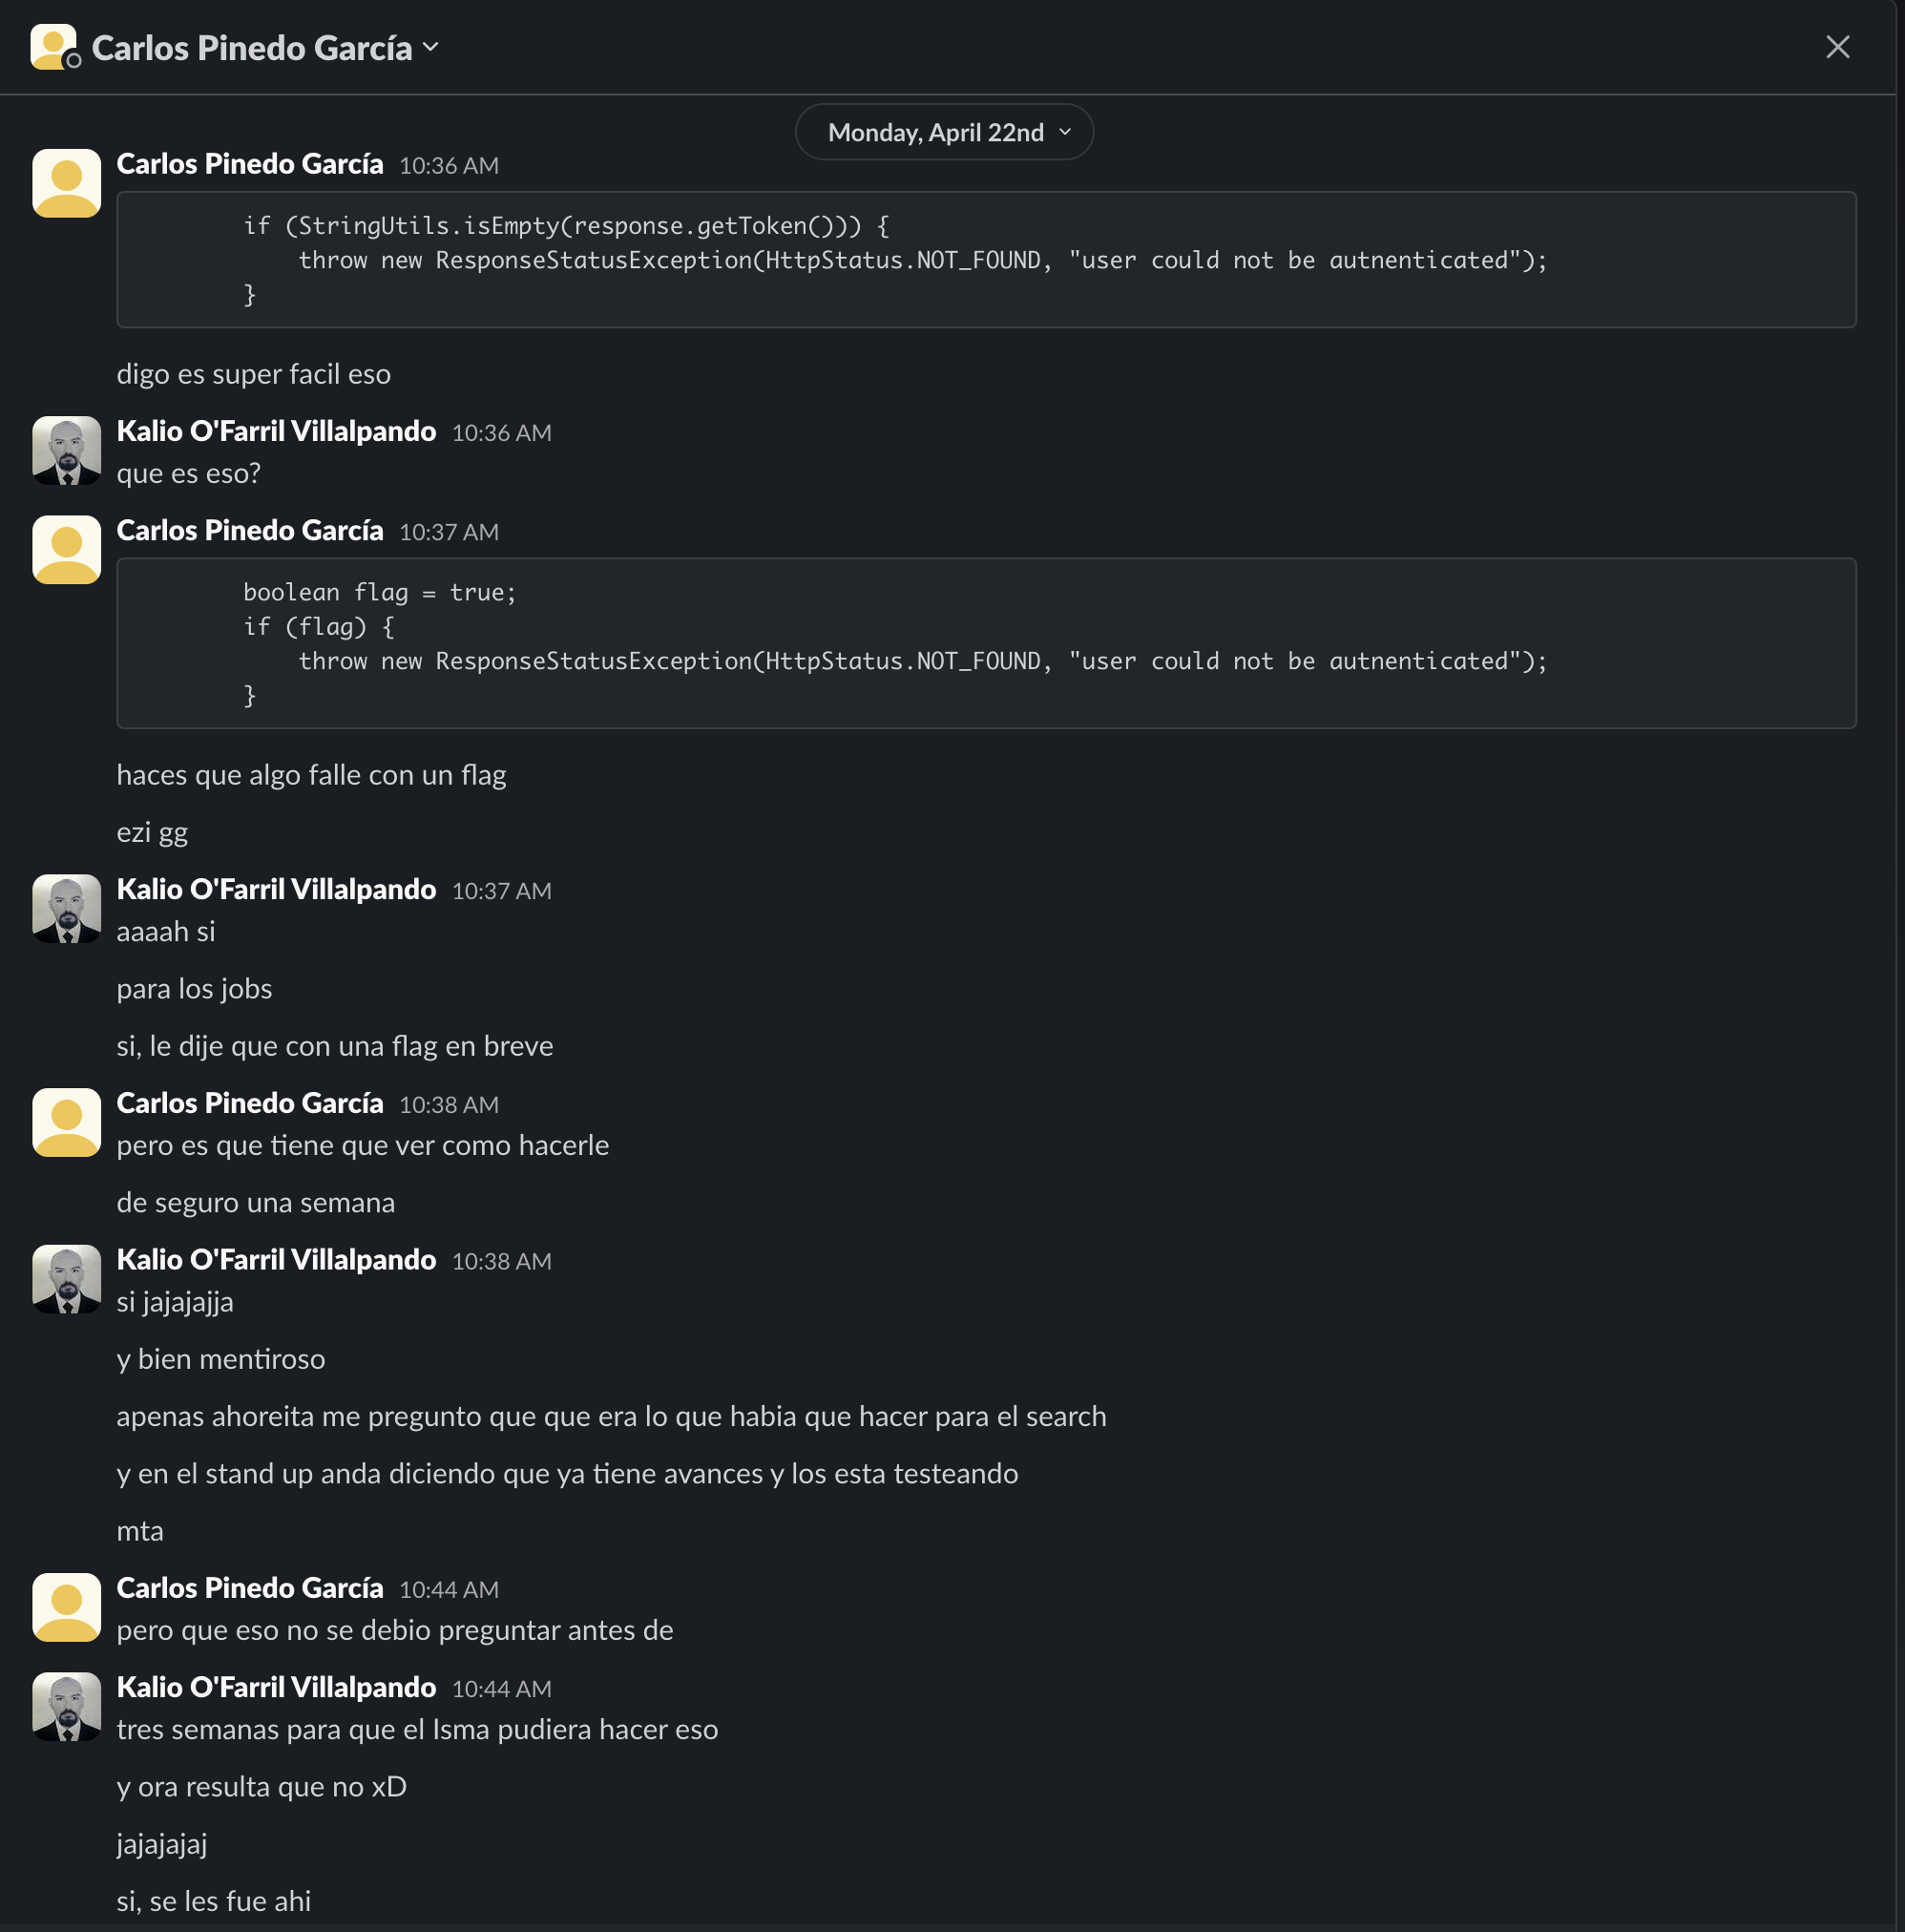 Carlos Pinedo García
Monday, April 22nd
Carlos Pinedo García 10:36 AM
if (StringUtils.isEmpty(response.getToken())) {
throw new ResponseStatusException(HttpStatus.NOT_FOUND, "user could not be autnenticated");
}
digo es super facil eso
Kalio O'Farril Villalpando 10:36 AM
que es eso?
Carlos Pinedo García 10:37 AM
boolean flag = true;
if (flag) {
throw new ResponseStatusException(HttpStatus.NOT_FOUND, "user could not be autnenticated");
}
haces que algo falle con un flag
ezi gg
Kalio O'Farril Villalpando 10:37 AM
aaaah si
para los jobs
si, le dije que con una flag en breve
Carlos Pinedo García 10:38 AM
pero es que tiene que ver como hacerle
de seguro una semana
Kalio O'Farril Villalpando 10:38 AM
si jajajajja
y bien mentiroso
apenas ahoreita me pregunto que que era lo que habia que hacer para el search
y en el stand up anda diciendo que ya tiene avances y los esta testeando
mta
Carlos Pinedo García 10:44 AM
pero que eso no se debio preguntar antes de
Kalio O'Farril Villalpando 10:44 AM
tres semanas para que el Isma pudiera hacer eso
y ora resulta que no xD
jajajajaj
si, se les fue ahi